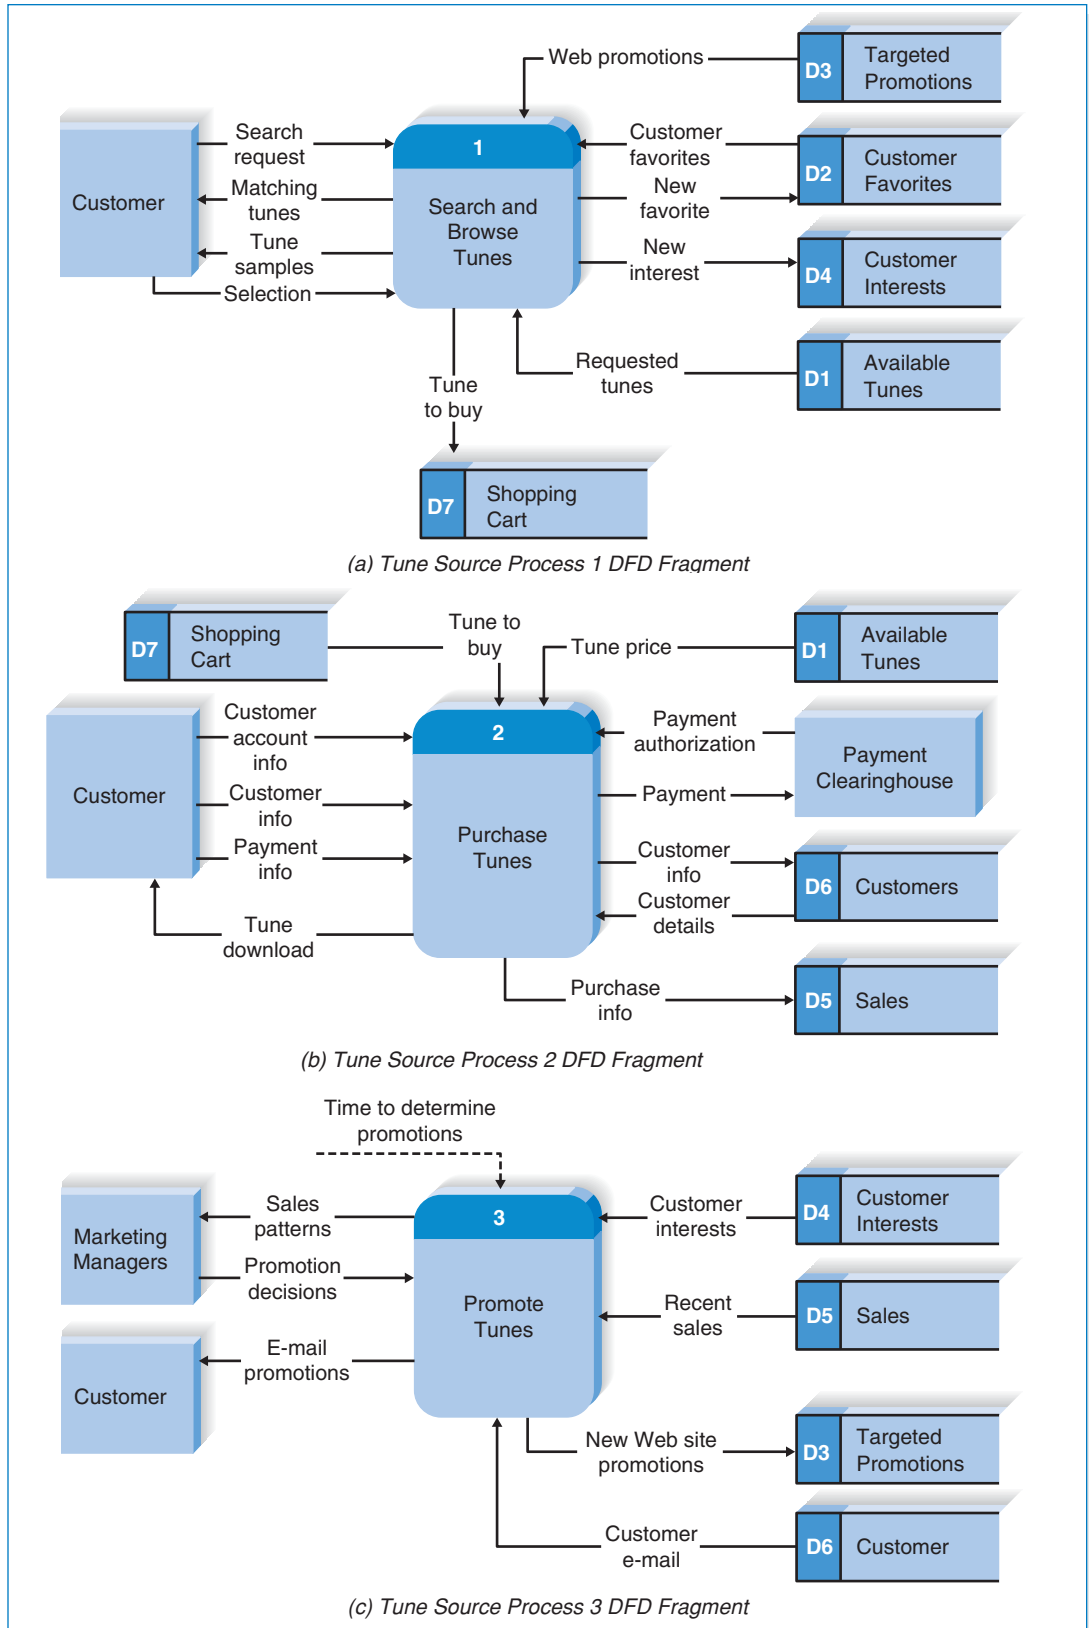 Web promotions
D3
Targeted
Promotions
Customer
Search
request
Matching
tunes
Tune
samples
Selection
1
Search and
Browse
Tunes
Customer
favorites
New
favorite
D2
Customer
Favorites
New
interest
D4
Customer
Interests
Requested
tunes
D1
Available
Tunes
Tune
to buy
D7
Shopping
Cart
(a) Tune Source Process 1 DFD Fragment
D7
Shopping
Cart
Tune to
buy
Tune price
D1
Available
Tunes
Customer
Customer
account
info
Customer
info
Payment
info
Tune
download
2
Purchase
Tunes
Payment
authorization
Payment
Payment
Clearinghouse
Customer
info
Customer
details
D6
Customers
Purchase
info
D5
Sales
(b) Tune Source Process 2 DFD Fragment
Time to determine
promotions
Marketing
Managers
Sales
patterns
Promotion
decisions
Customer
E-mail
promotions
3
Promote
Tunes
Customer
interests
D4
Customer
Interests
Recent
sales
D5
Sales
New Web site
promotions
D3
Targeted
Promotions
Customer
e-mail
D6
Customer
(c) Tune Source Process 3 DFD Fragment